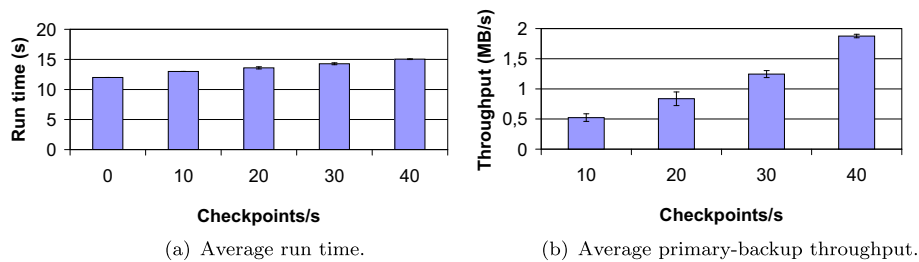 Run time (s)
20
15
10
5
0
0 10 20 30 40
Checkpoints/s
(a) Average run time.
Throughput (MB/s)
2
1,5
1
0,5
0
10 20 30 40
Checkpoints/s
(b) Average primary-backup throughput.